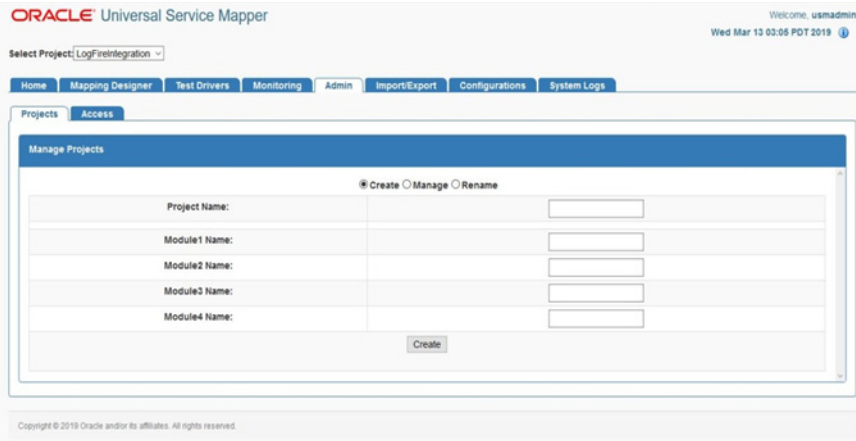 ORACLE Universal Service Mapper
Welcome, usmadmin
Wed Mar 13 03:05 PDT 2019
Select Project: LogFireIntegration
Home Mapping Designer Test Drivers Monitoring Admin Import/Export Configurations System Logs
Projects Access
Manage Projects
Create Manage Rename
Project Name:
Module1 Name:
Module2 Name:
Module3 Name:
Module4 Name:
Create
Copyright © 2019 Oracle and/or its affiliates. All rights reserved.